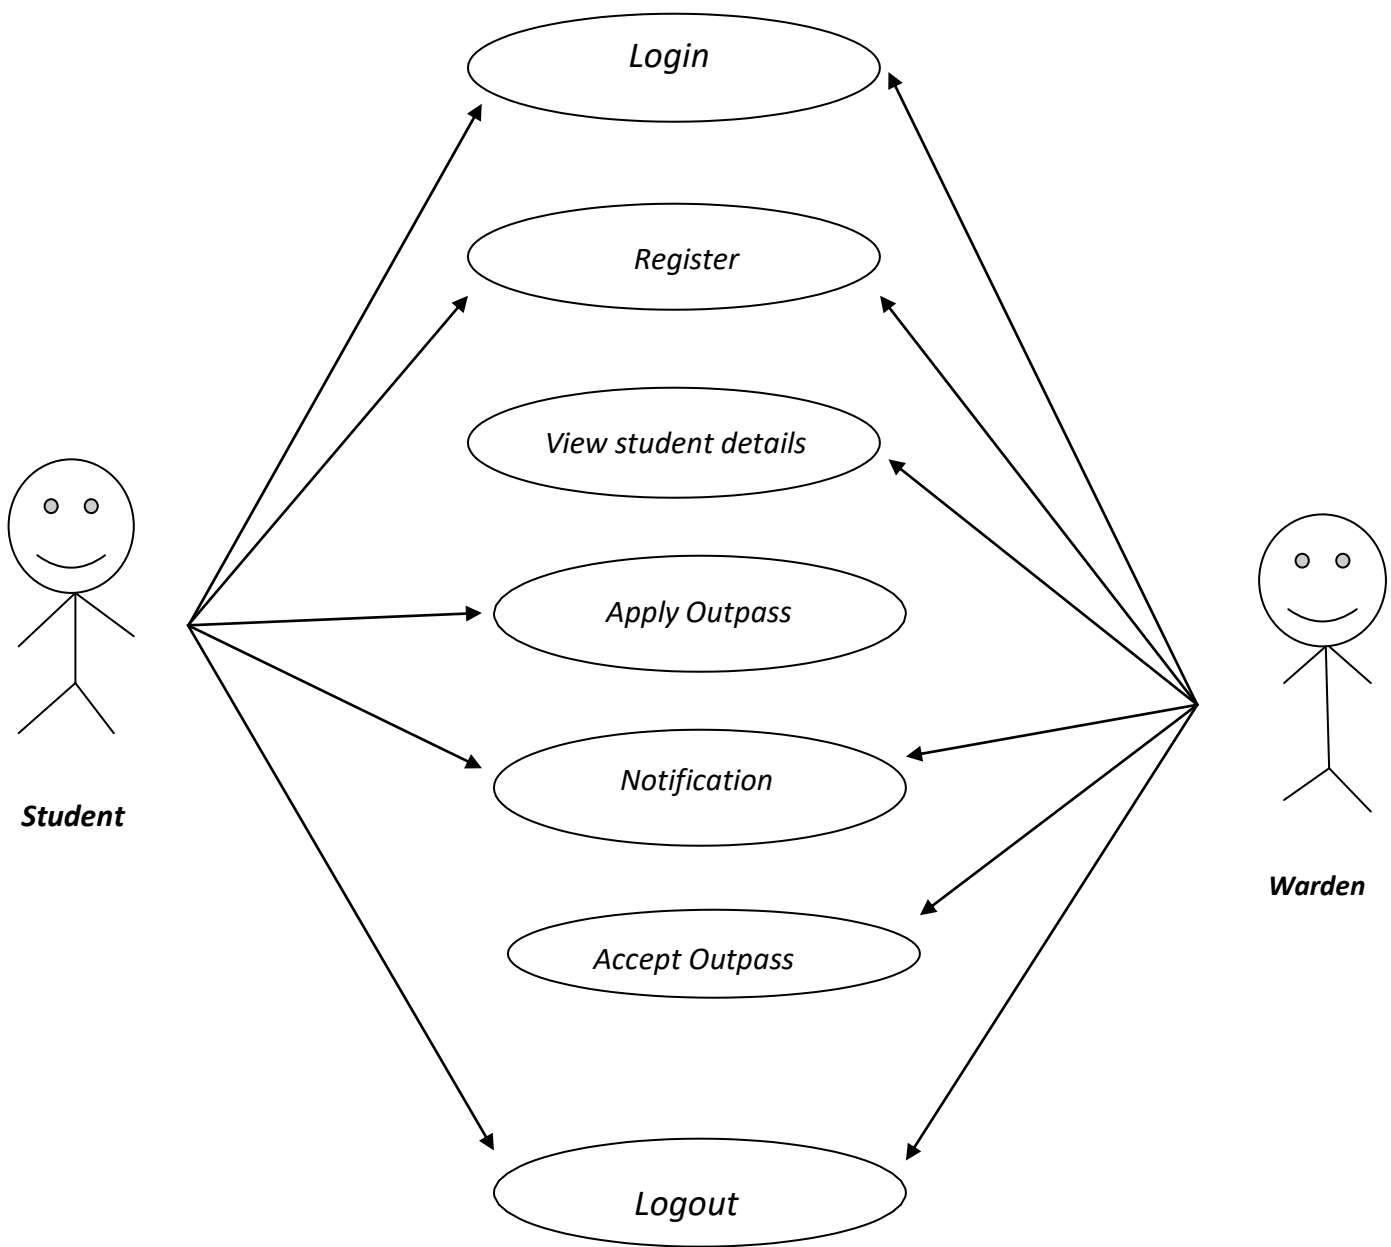 Login
Register
View student details
Apply Outpass
Notification
Student
Warden
Accept Outpass
Logout